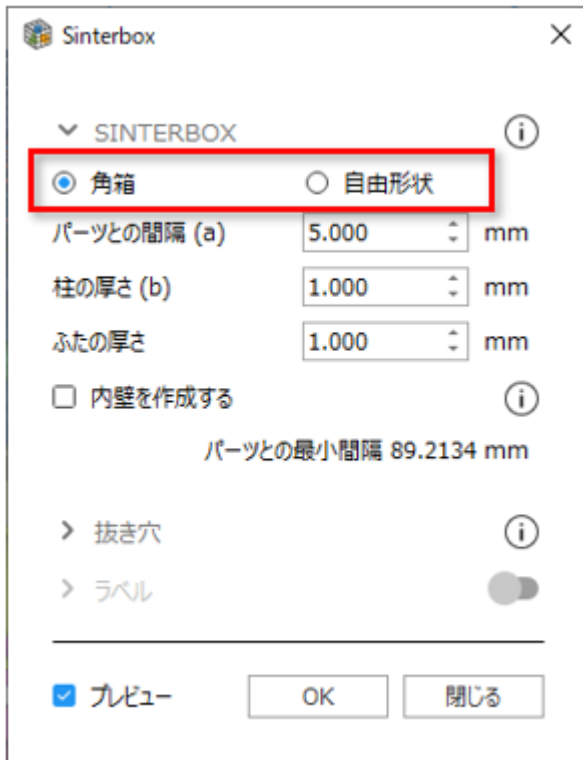 Sinterbox
SINTERBOX
角箱 自由形状
パーツとの間隔 (a) 5.000 mm
柱の厚さ (b) 1.000 mm
ふたの厚さ 1.000 mm
内壁を作成する
パーツとの最小間隔 89.2134 mm
抜き穴
ラベル
プレビュー OK 閉じる